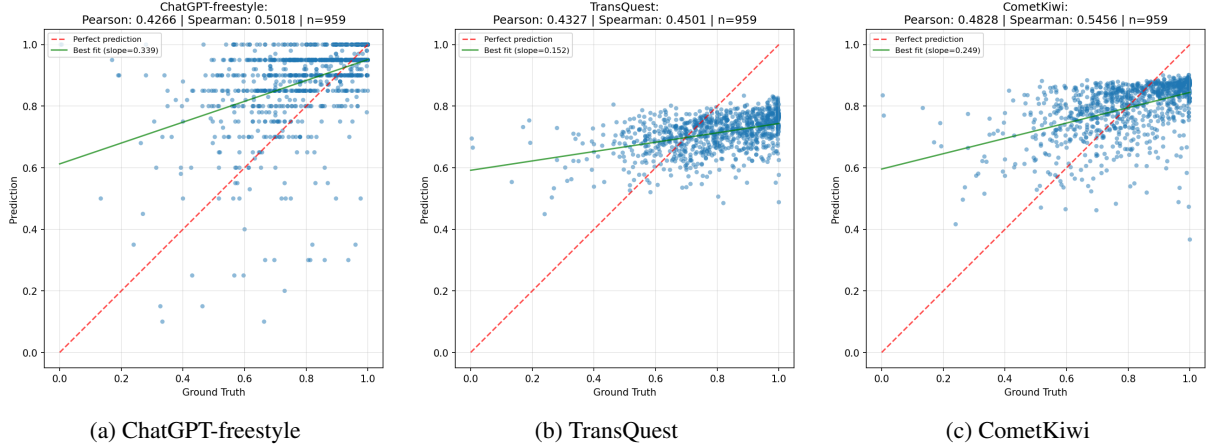 ChatGPT-freestyle:
Pearson: 0.4266 | Spearman: 0.5018 | n=959
Perfect prediction
Best fit (slope=0.339)
1.0
0.8
0.6
0.4
0.2
0.0
Prediction
0.0 0.2 0.4 0.6 0.8 1.0
Ground Truth
(a) ChatGPT-freestyle
TransQuest:
Pearson: 0.4327 | Spearman: 0.4501 | n=959
Perfect prediction
Best fit (slope=0.152)
1.0
0.8
0.6
0.4
0.2
0.0
Prediction
0.0 0.2 0.4 0.6 0.8 1.0
Ground Truth
(b) TransQuest
CometKiwi:
Pearson: 0.4828 | Spearman: 0.5456 | n=959
Perfect prediction
Best fit (slope=0.249)
1.0
0.8
0.6
0.4
0.2
0.0
Prediction
0.0 0.2 0.4 0.6 0.8 1.0
Ground Truth
(c) CometKiwi